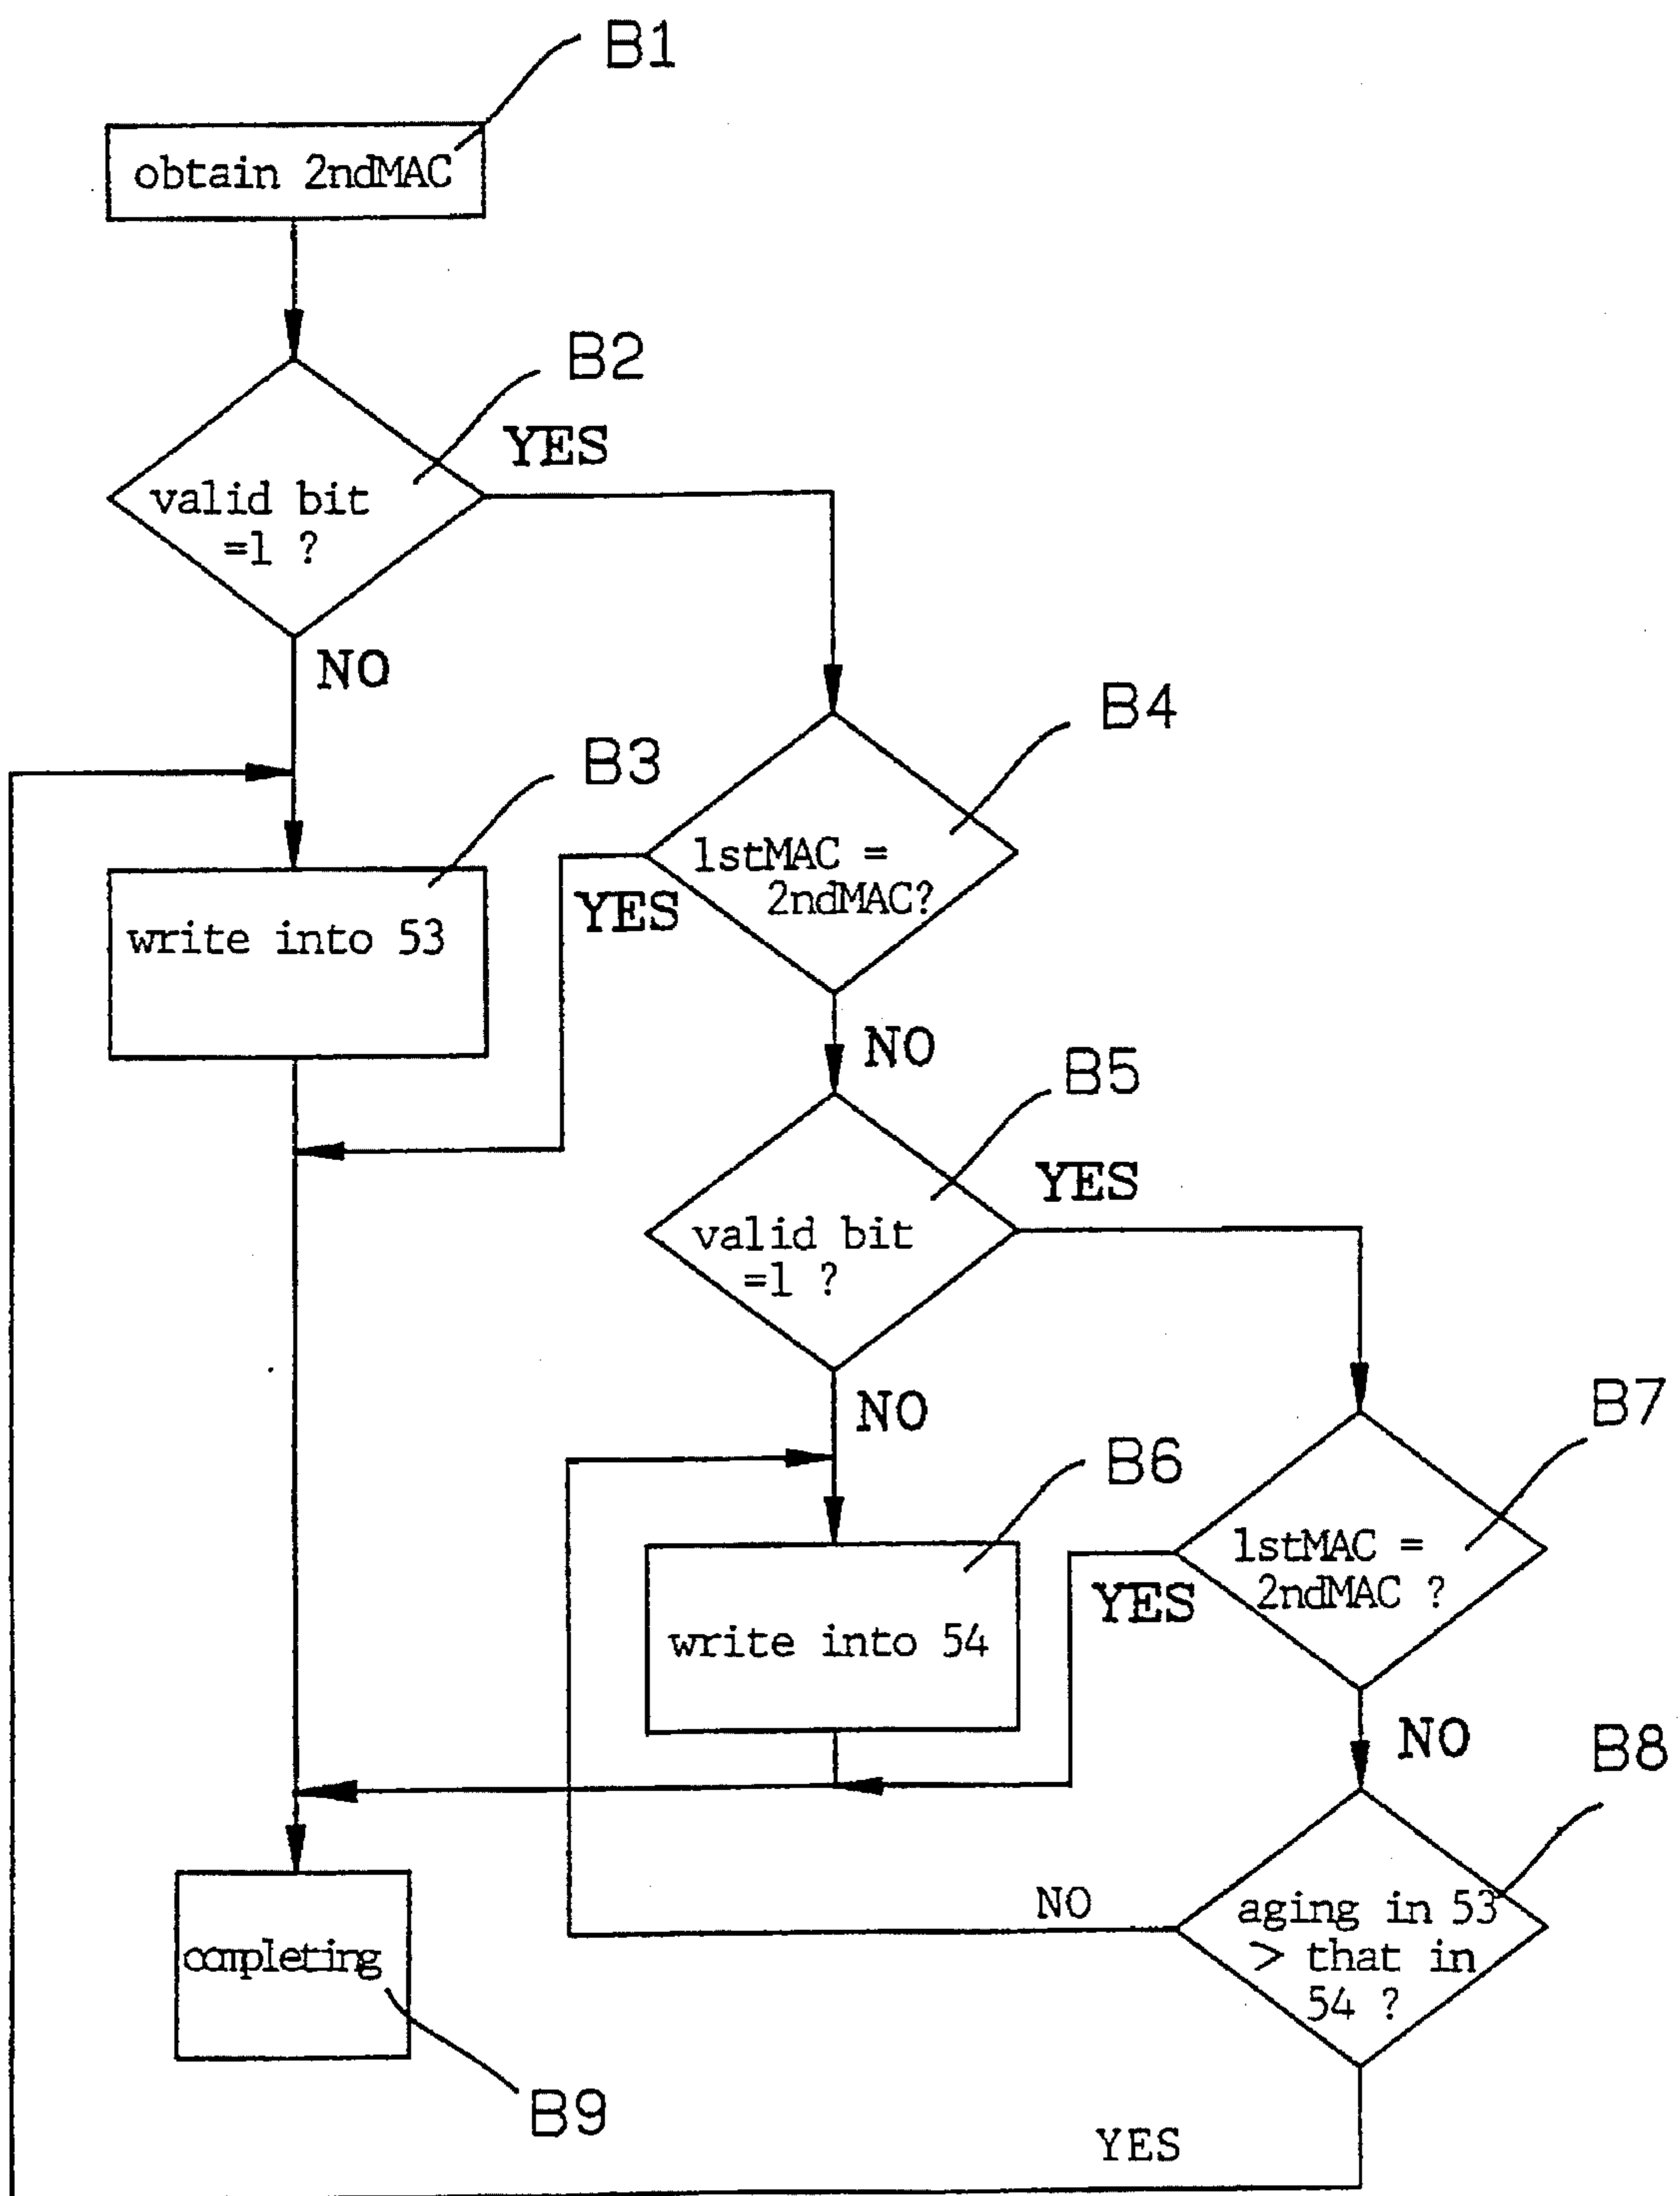 B1
obtain 2ndMAC
B2
YES
valid bit
=1 ?
NO
B4
B3
1stMAC =
2ndMAC?
YES
write into 53
NO
B5
YES
valid bit
=1 ?
NO
B7
B6
1stMAC =
2ndMAC ?
YES
write into 54
NO
B8
NO
aging in 53
> that in
54 ?
completing
B9
YES